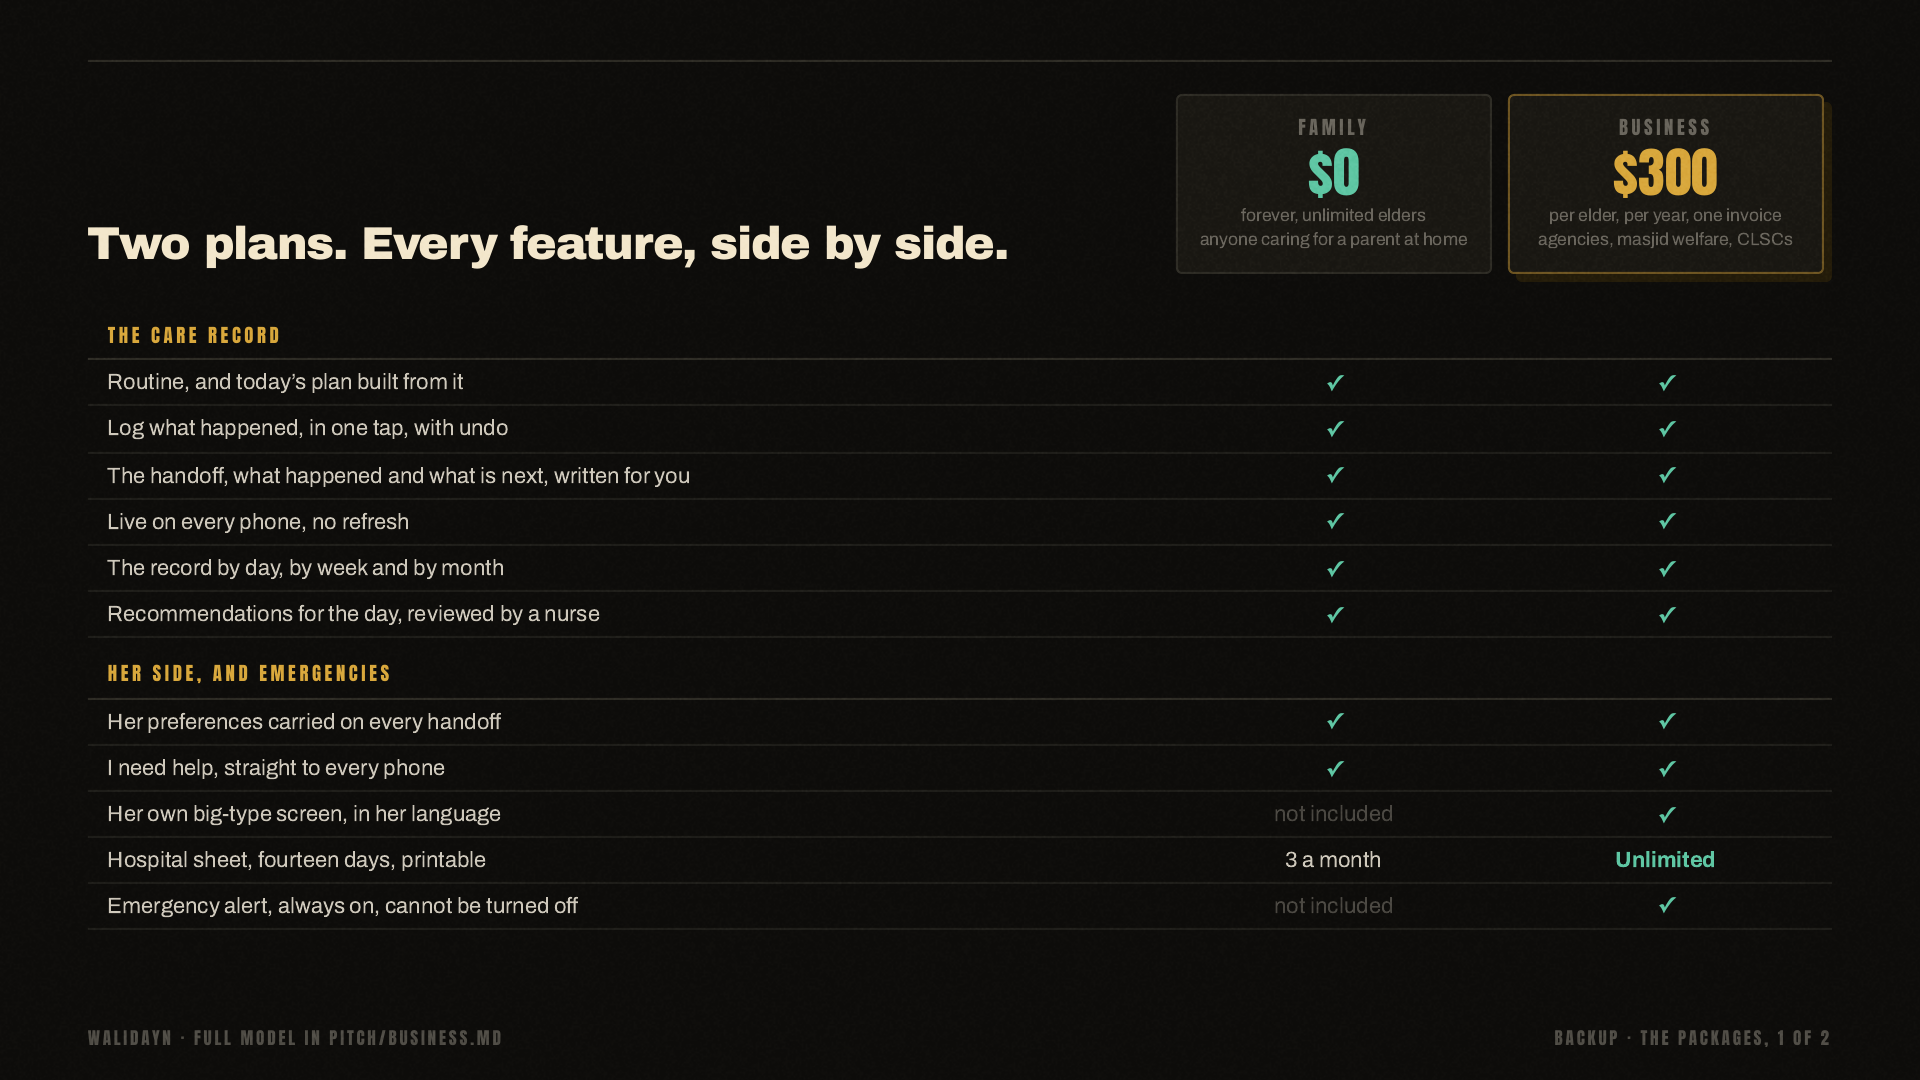 FAMILY
$0
forever, unlimited elders
anyone caring for a parent at home
BUSINESS
$300
per elder, per year, one invoice
agencies, masjid welfare, CLSCs
Two plans. Every feature, side by side.
THE CARE RECORD
Routine, and today’s plan built from it ✓ ✓
Log what happened, in one tap, with undo ✓ ✓
The handoff, what happened and what is next, written for you ✓ ✓
Live on every phone, no refresh ✓ ✓
The record by day, by week and by month ✓ ✓
Recommendations for the day, reviewed by a nurse ✓ ✓
HER SIDE, AND EMERGENCIES
Her preferences carried on every handoff ✓ ✓
I need help, straight to every phone ✓ ✓
Her own big-type screen, in her language not included ✓
Hospital sheet, fourteen days, printable 3 a month Unlimited
Emergency alert, always on, cannot be turned off not included ✓
WALIDAYN · FULL MODEL IN PITCH/BUSINESS.MD
BACKUP · THE PACKAGES, 1 OF 2